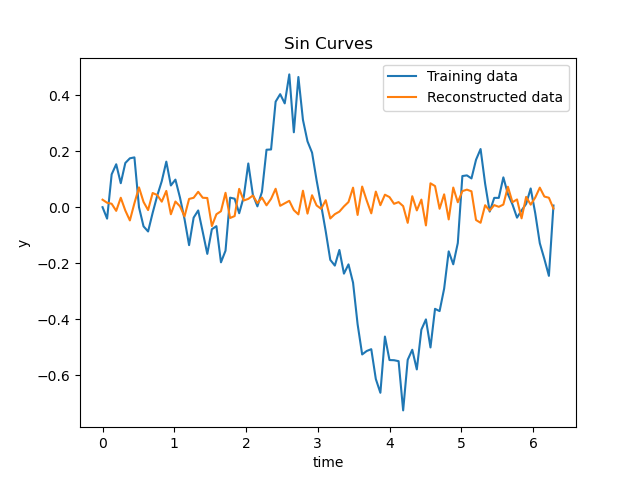 Sin Curves
Training data
Reconstructed data
0.4
0.2
0.0
−0.2
−0.4
−0.6
y
0 1 2 3 4 5 6
time